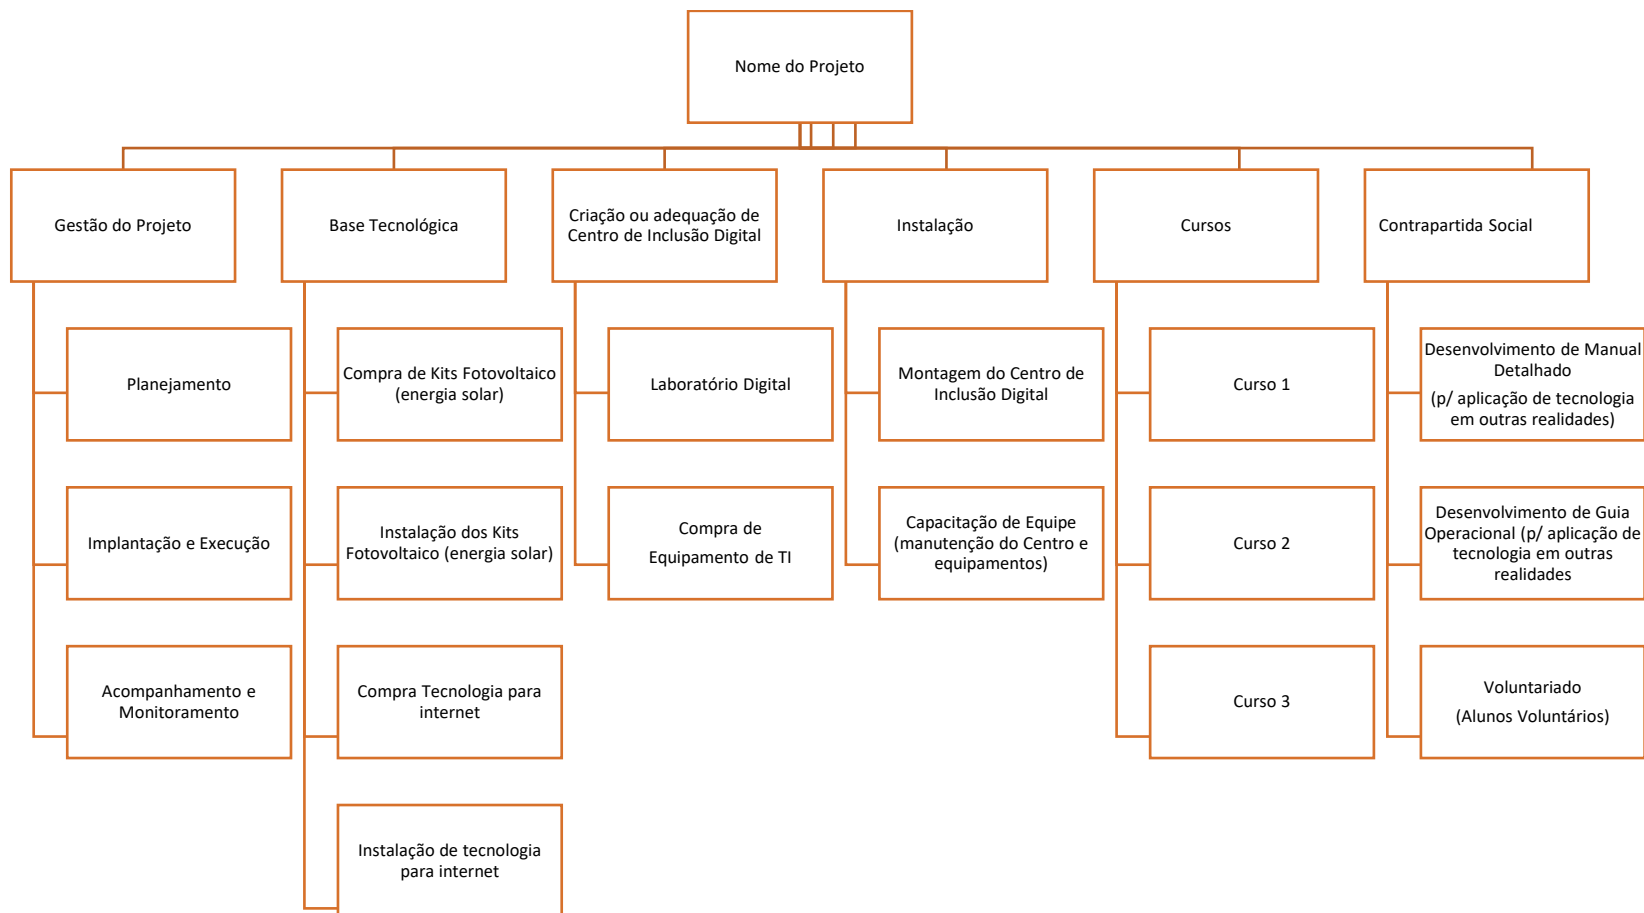 Nome do Projeto
Gestão do Projeto
Base Tecnológica
Criação ou adequação de
Centro de Inclusão Digital
Instalação
Cursos
Contrapartida Social
Planejamento
Compra de Kits Fotovoltaico
(energia solar)
Laboratório Digital
Montagem do Centro de
Inclusão Digital
Curso 1
Desenvolvimento de Manual
Detalhado
(p/ aplicação de tecnologia
em outras realidades)
Implantação e Execução
Instalação dos Kits
Fotovoltaico (energia solar)
Compra de
Equipamento de TI
Capacitação de Equipe
(manutenção do Centro e
equipamentos)
Curso 2
Desenvolvimento de Guia
Operacional (p/ aplicação de
tecnologia em outras
realidades
Acompanhamento e
Monitoramento
Compra Tecnologia para
internet
Curso 3
Voluntariado
(Alunos Voluntários)
Instalação de tecnologia
para internet